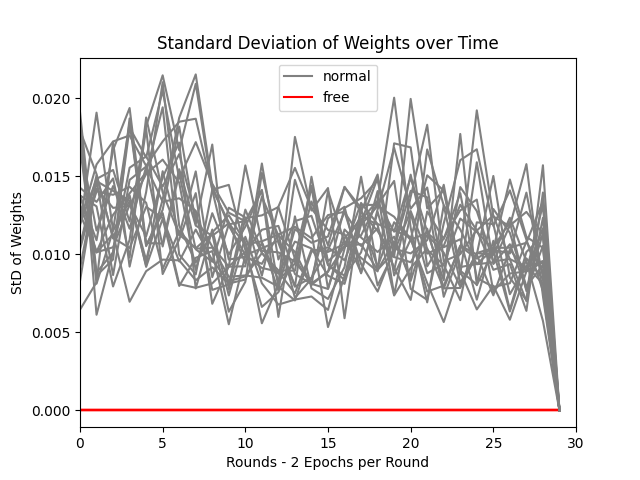 Standard Deviation of Weights over Time
normal
free
StD of Weights
0.020
0.015
0.010
0.005
0.000
0 5 10 15 20 25 30
Rounds - 2 Epochs per Round